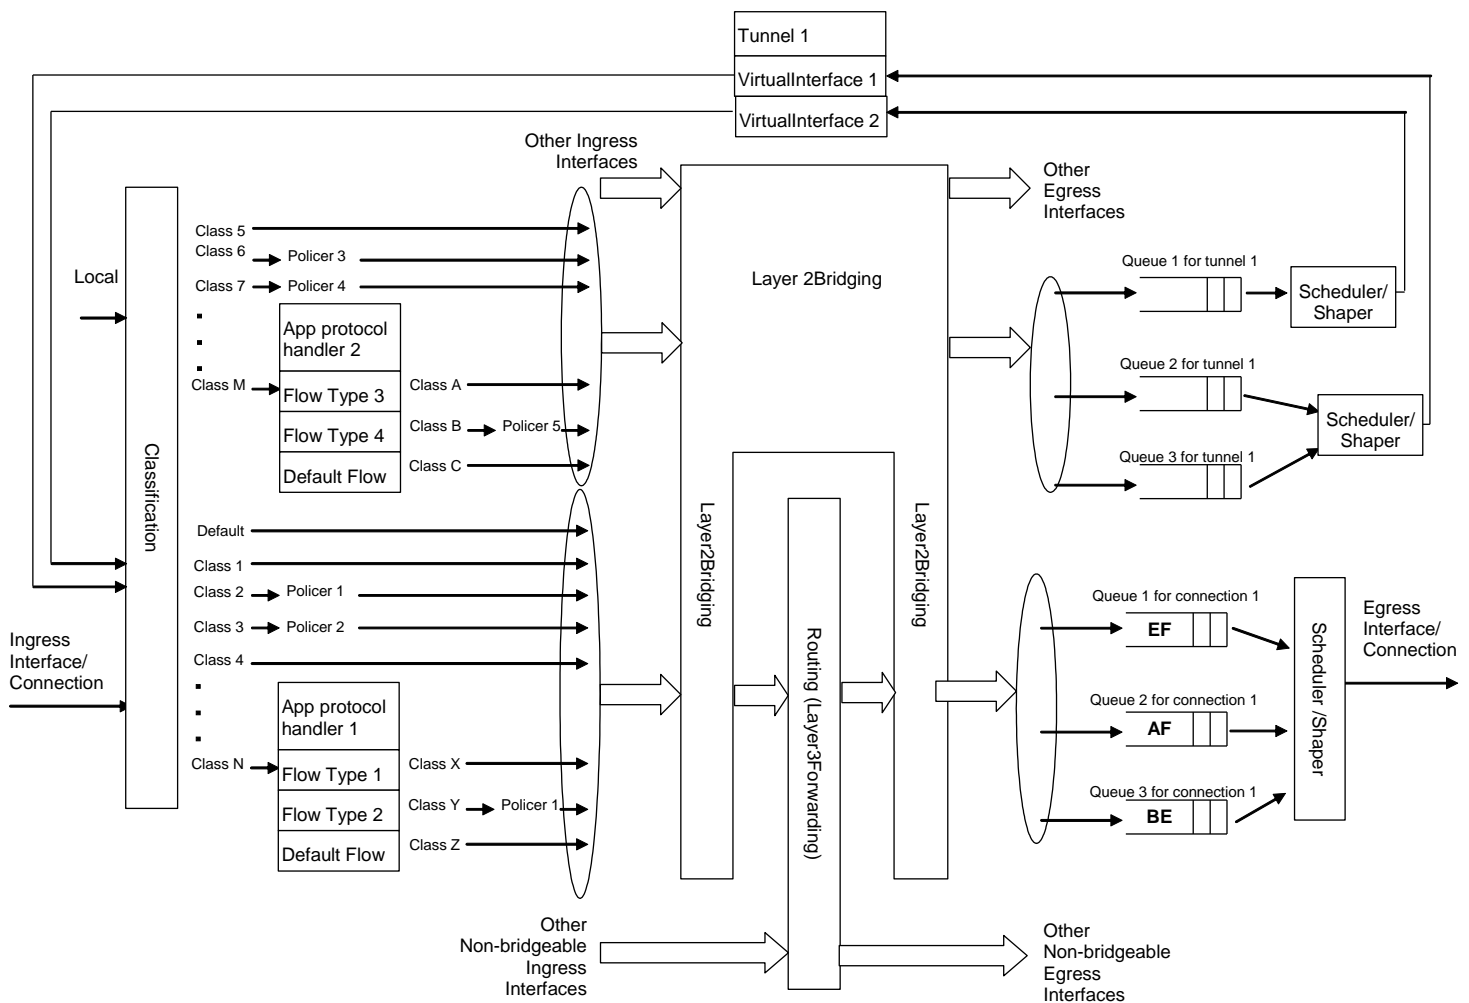 Tunnel 1
VirtualInterface 1
VirtualInterface 2
Other Ingress
Interfaces
Other
Egress
Interfaces
Local
Classification
Class 5
Class 6
Policer 3
Class 7
Policer 4
App protocol
handler 2
Class M
Flow Type 3
Class A
Flow Type 4
Class B
Policer 5
Default Flow
Class C
Default
Class 1
Class 2
Policer 1
Class 3
Policer 2
Class 4
App protocol
handler 1
Class N
Flow Type 1
Class X
Flow Type 2
Class Y
Policer 1
Default Flow
Class Z
Ingress
Interface/
Connection
Layer 2Bridging
Layer2Bridging
Layer2Bridging
Routing (Layer3Forwarding)
Queue 1 for tunnel 1
Scheduler/
Shaper
Queue 2 for tunnel 1
Scheduler/
Shaper
Queue 3 for tunnel 1
Queue 1 for connection 1
EF
Queue 2 for connection 1
AF
Queue 3 for connection 1
BE
Scheduler /Shaper
Egress
Interface/
Connection
Other
Non-bridgeable
Ingress
Interfaces
Other
Non-bridgeable
Egress
Interfaces